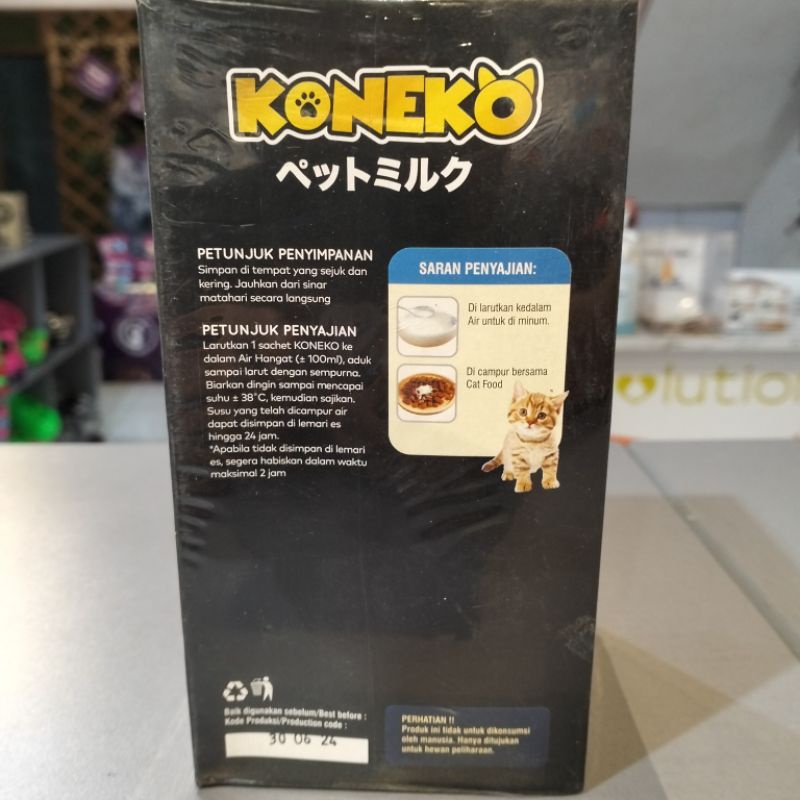 KONEKO
ペットミルク
PETUNJUK PENYIMPANAN
Simpan di tempat yang sejuk dan
kering. Jauhkan dari sinar
matahari secara langsung
PETUNJUK PENYAJIAN
Larutkan 1 sachet KONEKO ke
dalam Air Hangat (± 100ml), aduk
sampai larut dengan sempurna.
Biarkan dingin sampai mencapai
suhu ± 38°C, kemudian sajikan.
Susu yang telah dicampur air
dapat disimpan di lemari es
hingga 24 jam.
*Apabila tidak disimpan di lemari
es, segera habiskan dalam waktu
maksimal 2 jam
SARAN PENYAJIAN:
Di larutkan kedalam
Air untuk di minum.
Di campur bersama
Cat Food
Baik digunakan sebelum/Best before :
Kode Produksi/Production code :
30 06 24
PERHATIAN !!
Produk ini tidak untuk dikonsumsi
oleh manusia. Hanya ditujukan
untuk hewan peliharaan.
lution